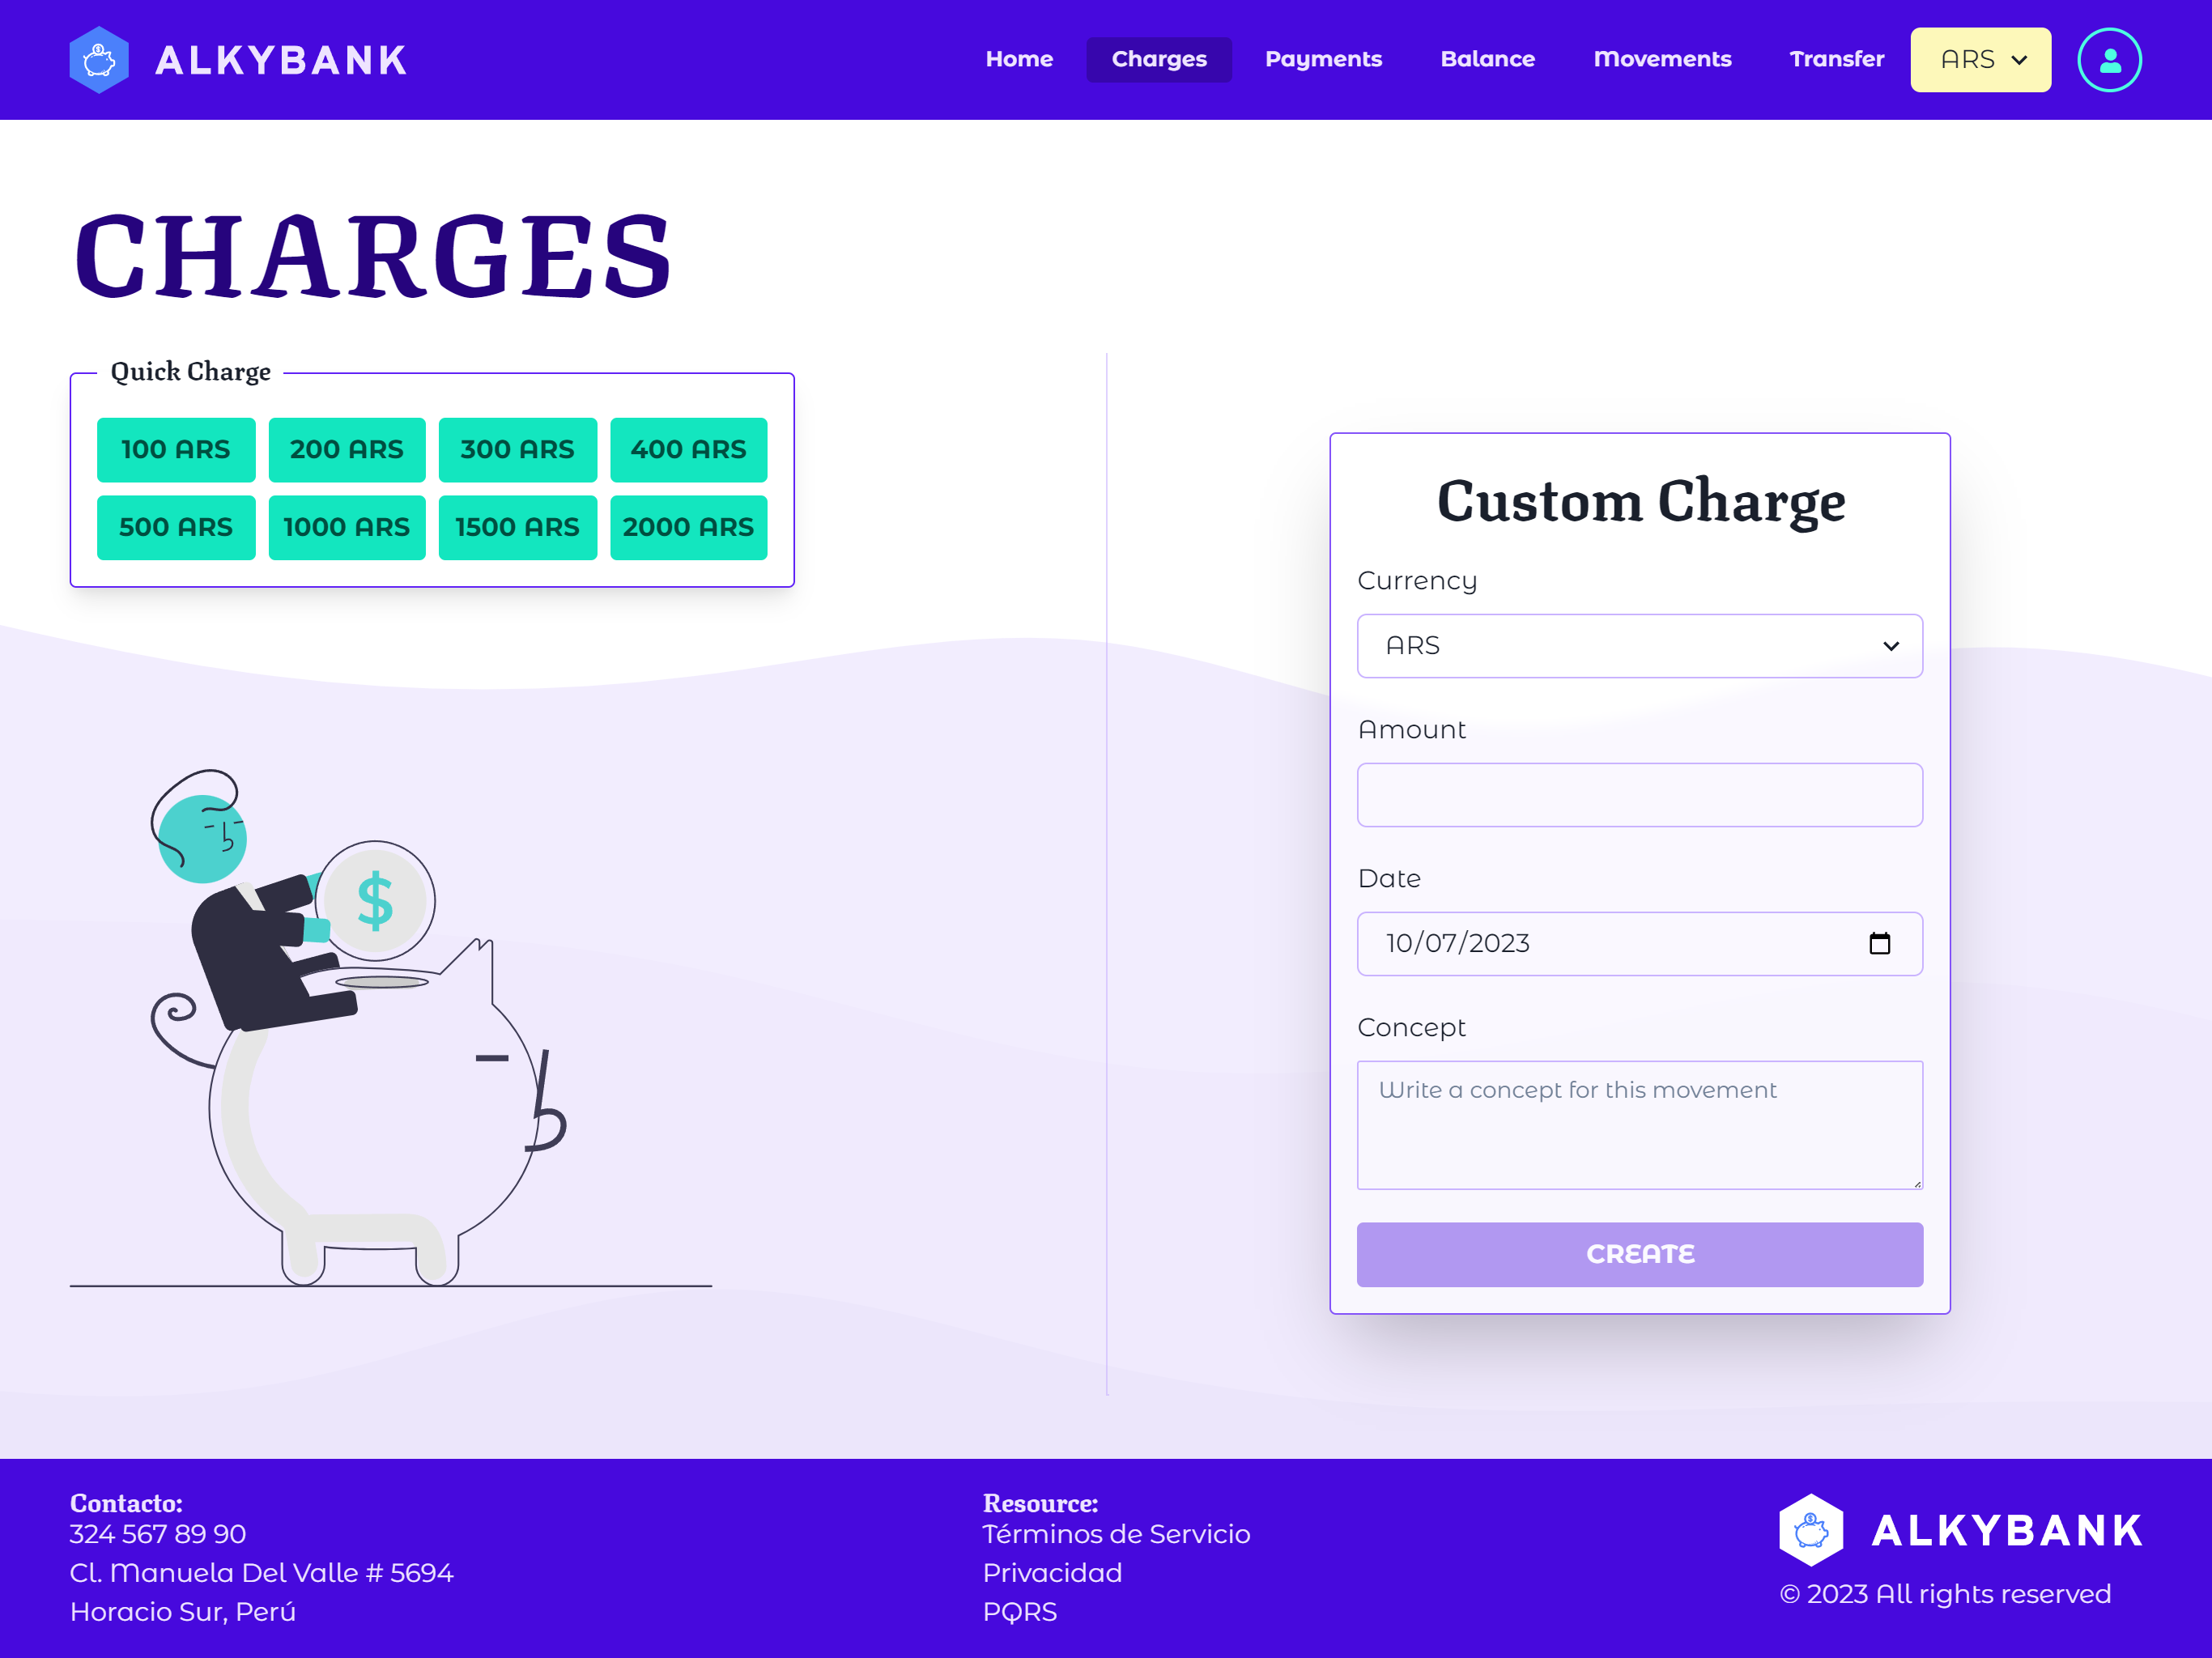 ALKYBANK
Home Charges Payments Balance Movements Transfer ARS
CHARGES
Quick Charge
100 ARS 200 ARS 300 ARS 400 ARS
500 ARS 1000 ARS 1500 ARS 2000 ARS
$
Custom Charge
Currency
ARS
Amount
Date
10/07/2023
Concept
Write a concept for this movement
CREATE
Contacto:
324 567 89 90
Cl. Manuela Del Valle # 5694
Horacio Sur, Perú
Resource:
Términos de Servicio
Privacidad
PQRS
ALKYBANK
© 2023 All rights reserved